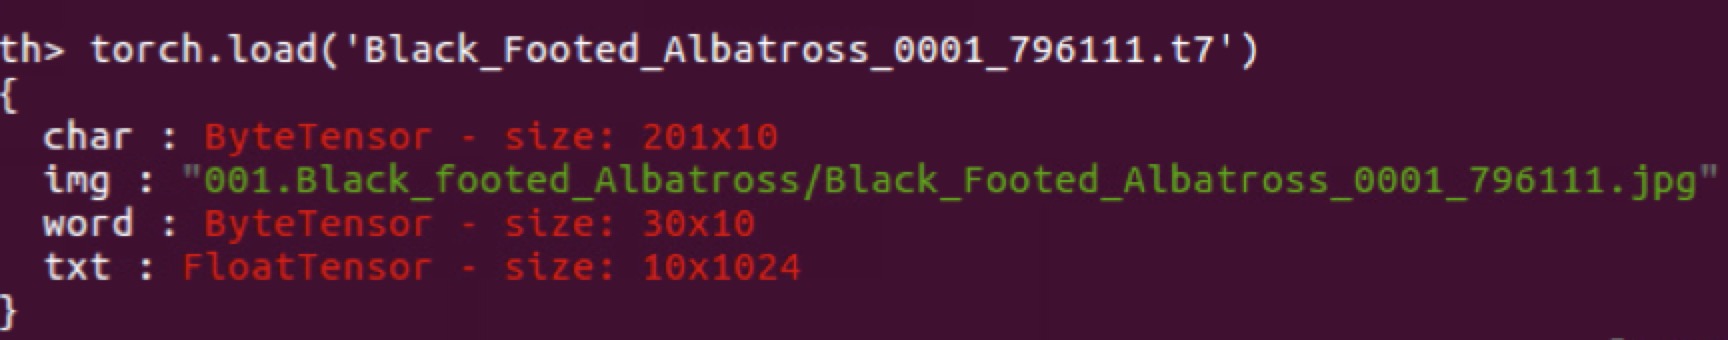 th> torch.load('Black_Footed_Albatross_0001_796111.t7')
{
  char : ByteTensor - size: 201x10
  img : "001.Black_footed_Albatross/Black_Footed_Albatross_0001_796111.jpg"
  word : ByteTensor - size: 30x10
  txt : FloatTensor - size: 10x1024
}